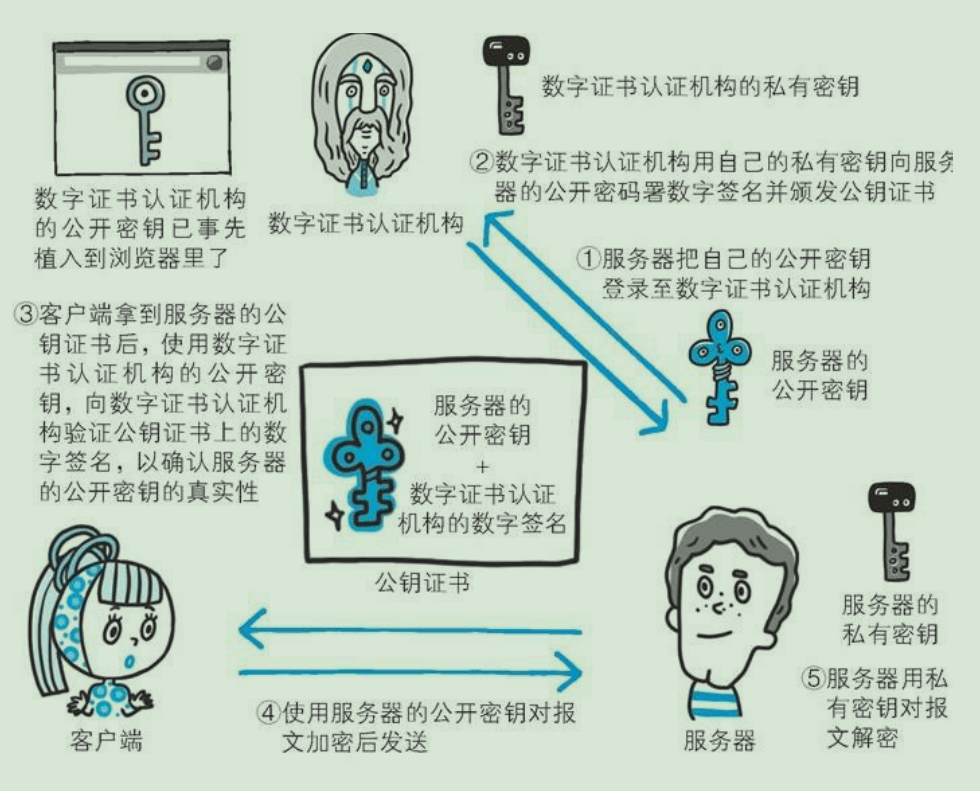 数字证书认证机构
的公开密钥已事先
植入到浏览器里了
数字证书认证机构
数字证书认证机构的私有密钥
②数字证书认证机构用自己的私有密钥向服务
器的公开密码署数字签名并颁发公钥证书
①服务器把自己的公开密钥
登录至数字证书认证机构
服务器的
公开密钥
③客户端拿到服务器的公
钥证书后，使用数字证
书认证机构的公开密
钥，向数字证书认证机
构验证公钥证书上的数
字签名，以确认服务器
的公开密钥的真实性
服务器的
公开密钥
+
数字证书认证
机构的数字签名
公钥证书
客户端
④使用服务器的公开密钥对报
文加密后发送
服务器
服务器的
私有密钥
⑤服务器用私
有密钥对报
文解密